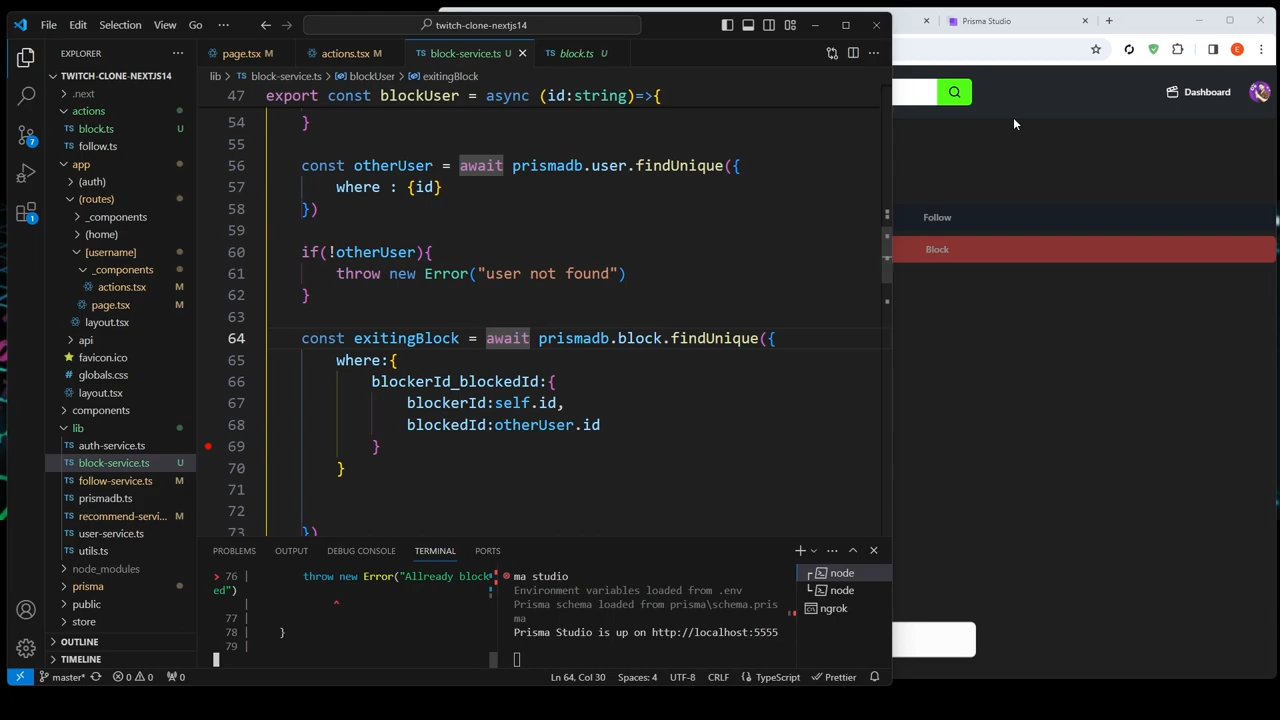 File Edit Selection View Go ··· twitch-clone-nextjs14
Prisma Studio
EXPLORER
page.tsx M actions.tsx M block-service.ts U block.ts U
lib > block-service.ts > blockUser > exitingBlock
TWITCH-CLONE-NEXTJS14
.next
actions
block.ts U
follow.ts
app
(auth)
(routes)
_components
(home)
[username]
_components
actions.tsx M
page.tsx M
layout.tsx
api
favicon.ico
globals.css
layout.tsx
components
lib
auth-service.ts
block-service.ts U
follow-service.ts M
prismadb.ts
recommend-servi... M
user-service.ts
utils.ts
node_modules
prisma
public
store
OUTLINE
TIMELINE
7
1
47 export const blockUser = async (id:string)=>{
54 }
55
56 const otherUser = await prismadb.user.findUnique({
57 where : {id}
58 })
59
60 if(!otherUser){
61 throw new Error("user not found")
62 }
63
64 const exitingBlock = await prismadb.block.findUnique({
65 where:{
66 blockerId_blockedId:{
67 blockerId:self.id,
68 blockedId:otherUser.id
69 }
70 }
71
72
73 })
PROBLEMS OUTPUT DEBUG CONSOLE TERMINAL PORTS
> 76 | throw new Error("Allready block
ed")
| ^
77 |
78 | }
79 |
ma studio
Environment variables loaded from .env
Prisma schema loaded from prisma\schema.pris
ma
Prisma Studio is up on http://localhost:5555
node
node
ngrok
master* 0 0 0 Ln 64, Col 30 Spaces: 4 UTF-8 CRLF {} TypeScript Prettier
E
Dashboard
Follow
Block